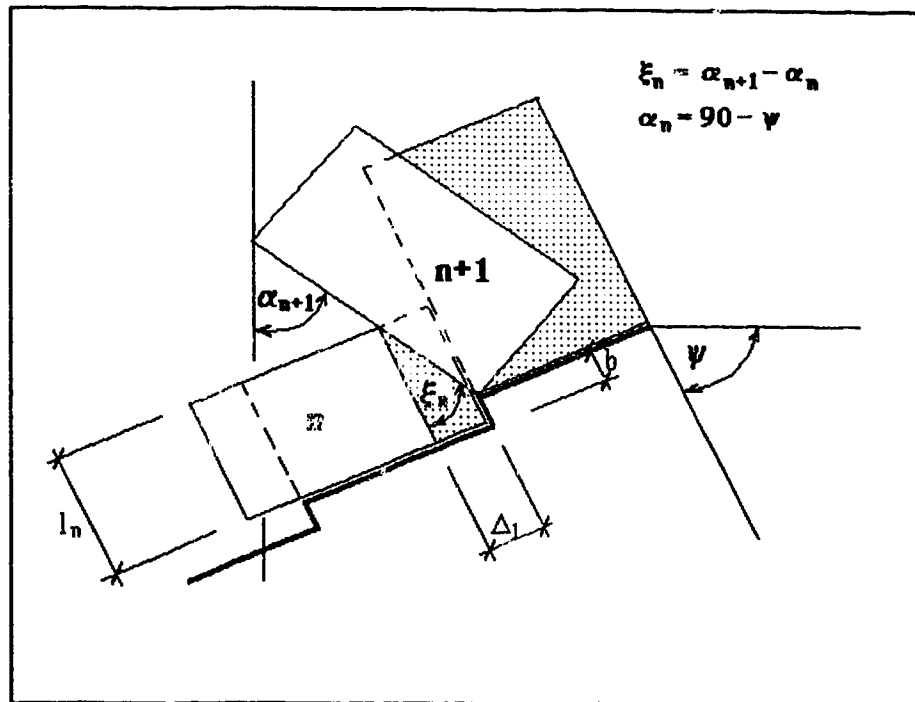 ξₙ = αₙ₊₁ − αₙ
αₙ = 90 − ψ
n+1
αₙ₊₁
ψ
b
ξₙ
n
lₙ
Δ₁